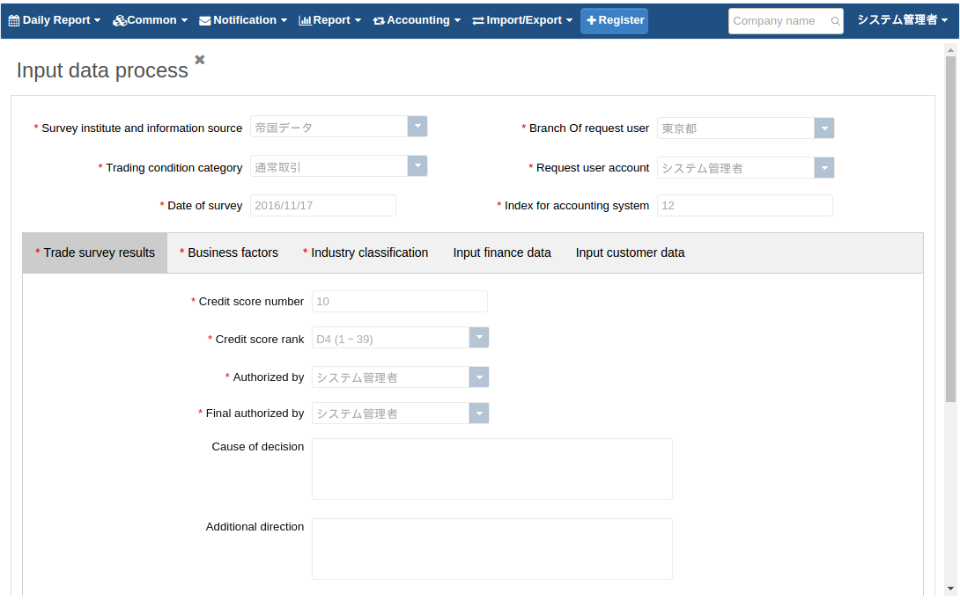 Daily Report Common Notification Report Accounting Import/Export Register Company name システム管理者
Input data process
* Survey institute and information source 帝国データ * Branch Of request user 東京都
* Trading condition category 通常取引 * Request user account システム管理者
* Date of survey 2016/11/17 * Index for accounting system 12
* Trade survey results * Business factors * Industry classification Input finance data Input customer data
* Credit score number 10
* Credit score rank D4 (1 ~ 39)
* Authorized by システム管理者
* Final authorized by システム管理者
Cause of decision
Additional direction